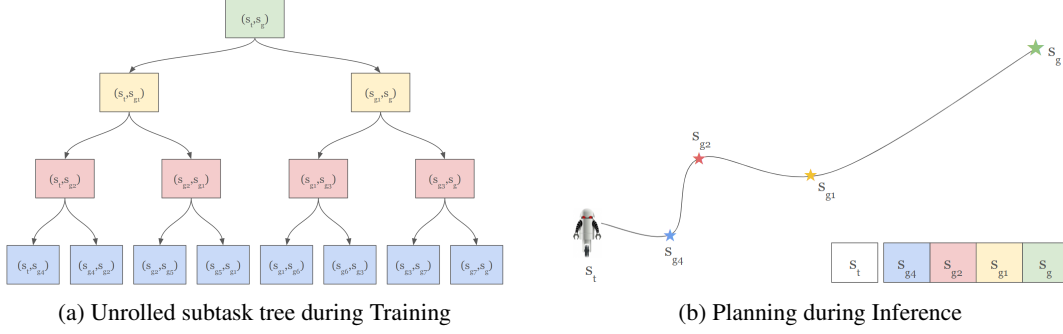 (s_t,s_g)
(s_t,s_g1)
(s_g1,s_g)
(s_t,s_g2)
(s_g2,s_g1)
(s_g1,s_g3)
(s_g3,s_g)
(s_t,s_g4)
(s_g4,s_g2)
(s_g2,s_g5)
(s_g5,s_g1)
(s_g1,s_g6)
(s_g6,s_g3)
(s_g3,s_g7)
(s_g7,s_g)
(a) Unrolled subtask tree during Training
s_g
s_g2
s_g1
s_g4
s_t
s_t s_g4 s_g2 s_g1 s_g
(b) Planning during Inference